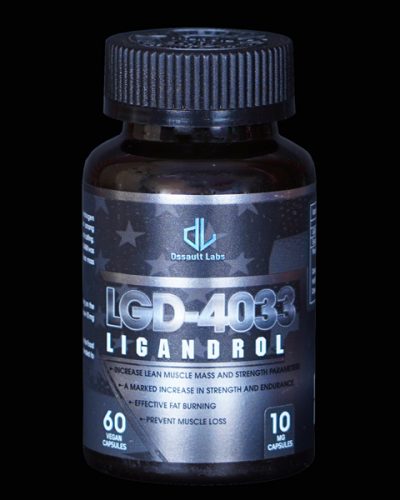 dL
Dssault Labs
LGD-4033
LIGANDROL
INCREASE LEAN MUSCLE MASS AND STRENGTH PARAMETERS
A MARKED INCREASE IN STRENGTH AND ENDURANCE
EFFECTIVE FAT BURNING
PREVENT MUSCLE LOSS
60
VEGAN
CAPSULES
10
MG
CAPSULES